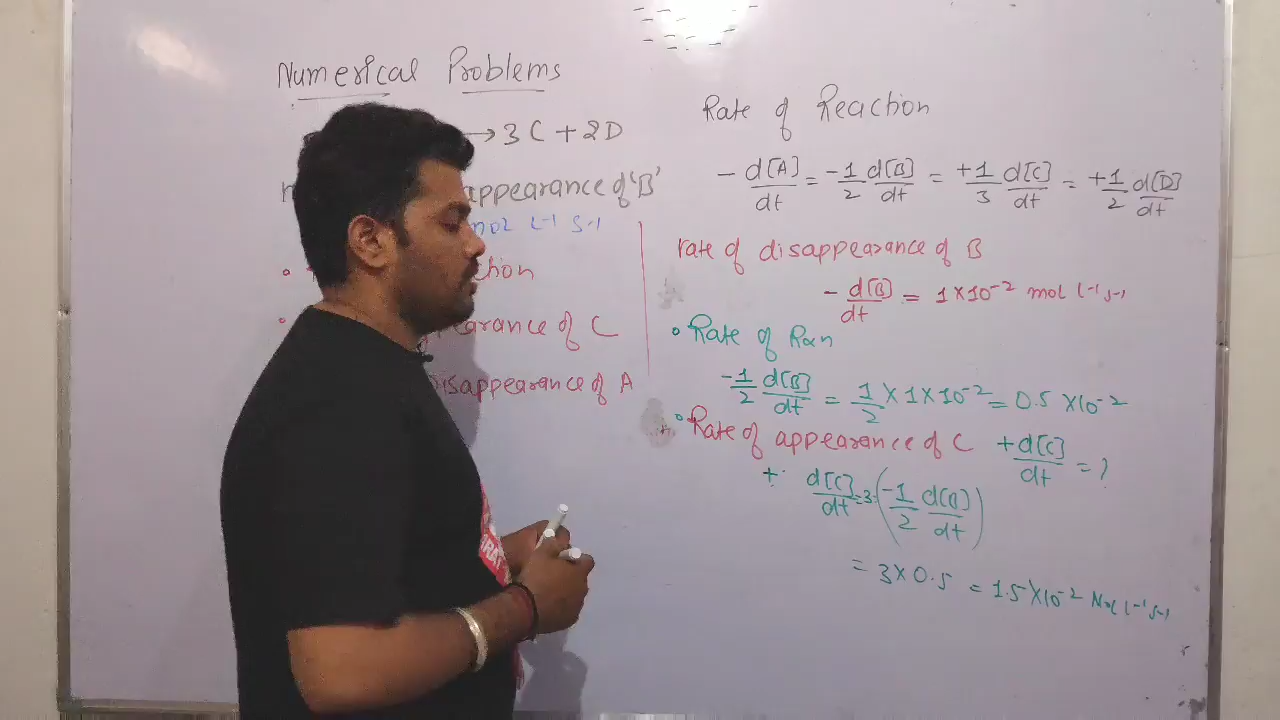 Numerical Problems
→ 3C + 2D
appearance of 'B'
mol L⁻¹ S⁻¹
ction
arance of C
disappearance of A
Rate of Reaction
- d[A]/dt = -1/2 d[B]/dt = +1/3 d[C]/dt = +1/2 d[D]/dt
rate of disappearance of B
- d[B]/dt = 1×10⁻² mol L⁻¹ s⁻¹
• Rate of Rxn
-1/2 d[B]/dt = 1/2 × 1×10⁻² = 0.5 ×10⁻²
• Rate of appearance of C + d[C]/dt = ?
+ d[C]/dt = 3·(-1/2 d[B]/dt)
= 3×0.5 = 1.5×10⁻² Mol L⁻¹ s⁻¹